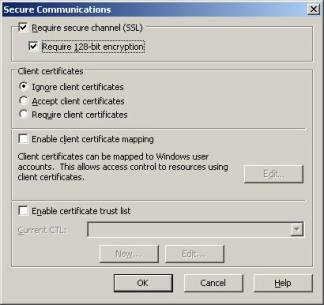 Secure Communications
Require secure channel (SSL)
Require 128-bit encryption
Client certificates
Ignore client certificates
Accept client certificates
Require client certificates
Enable client certificate mapping
Client certificates can be mapped to Windows user
accounts. This allows access control to resources using
client certificates.
Edit...
Enable certificate trust list
Current CTL:
New...
Edit...
OK
Cancel
Help